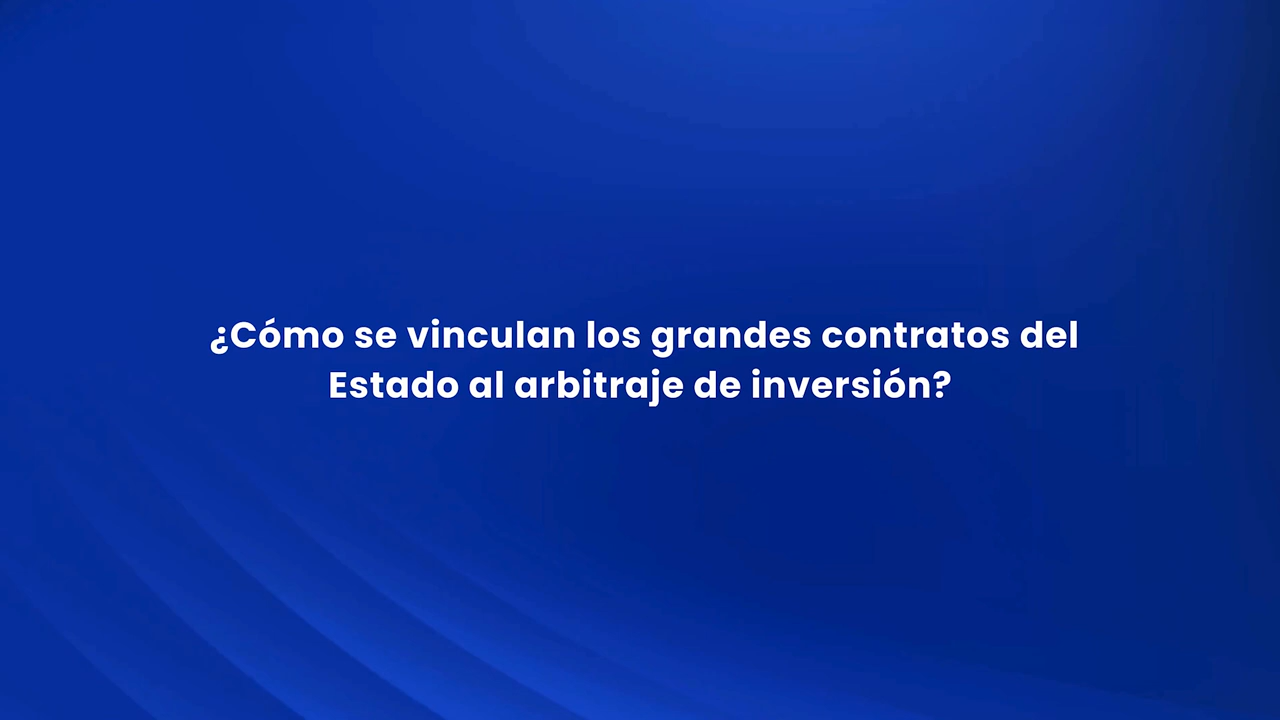 ¿Cómo se vinculan los grandes contratos del
Estado al arbitraje de inversión?